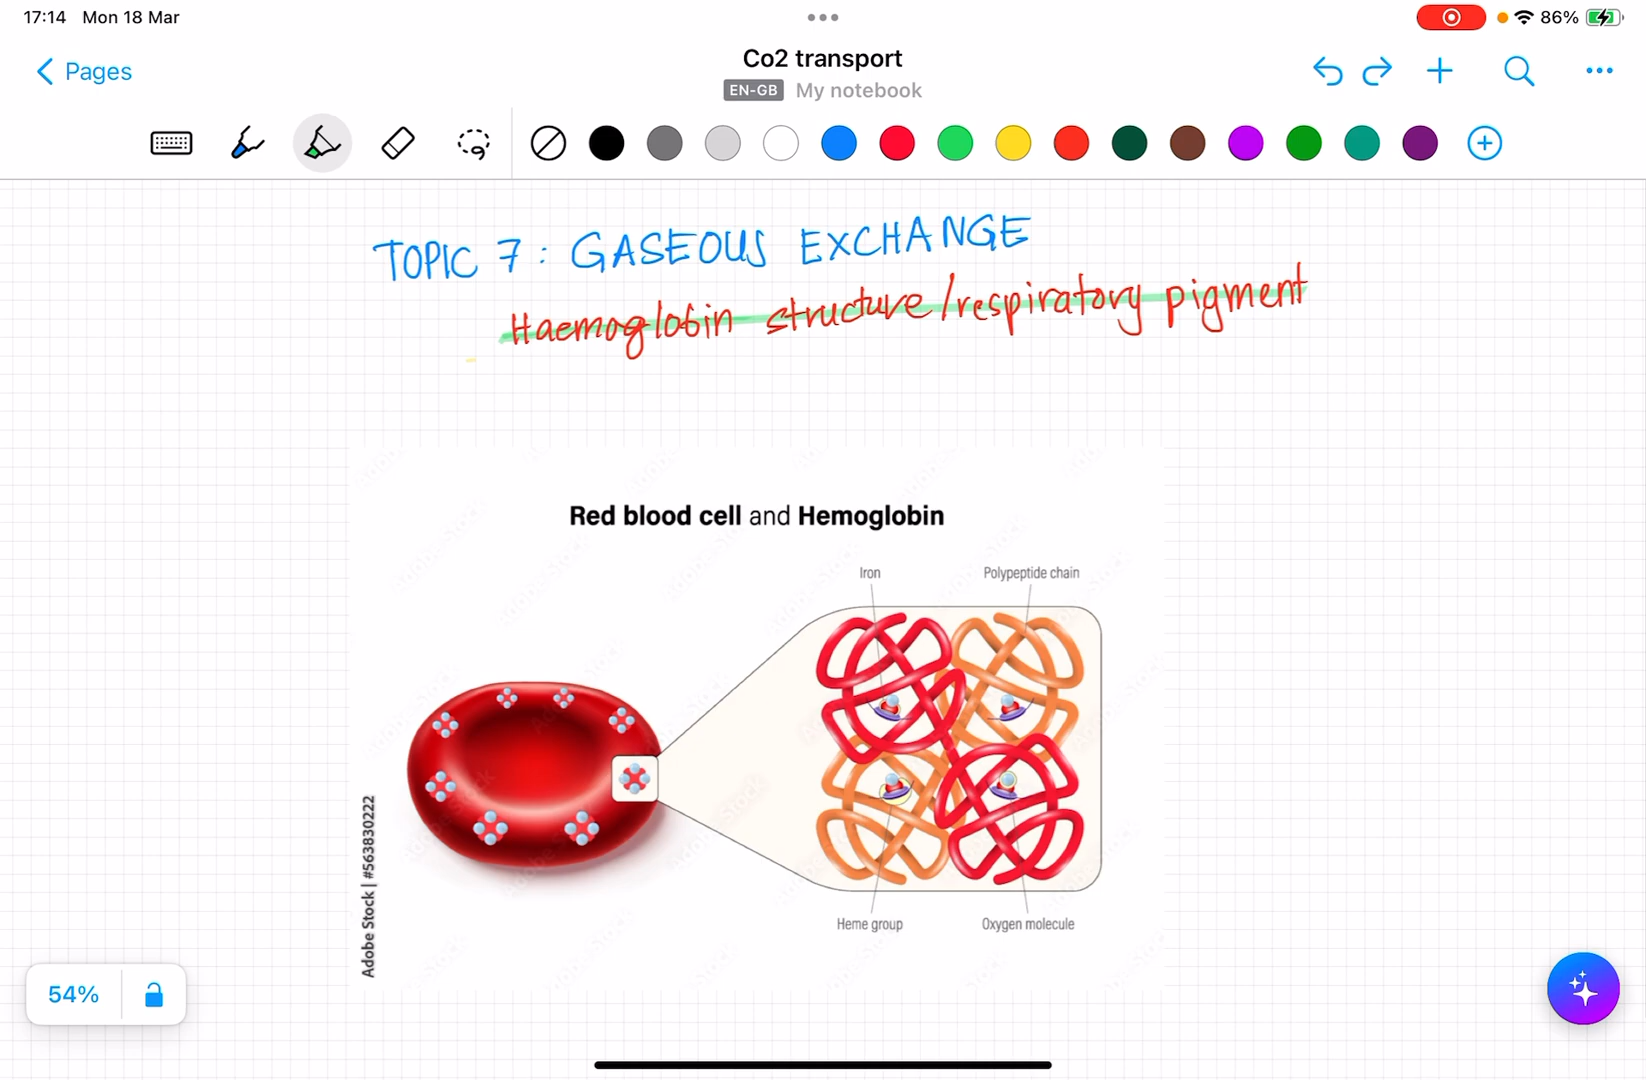 17:14 Mon 18 Mar
86%
Pages
Co2 transport
EN-GB My notebook
TOPIC 7: GASEOUS EXCHANGE
Haemoglobin structure/respiratory pigment
Red blood cell and Hemoglobin
Iron
Polypeptide chain
Heme group
Oxygen molecule
Adobe Stock | #563830222
54%